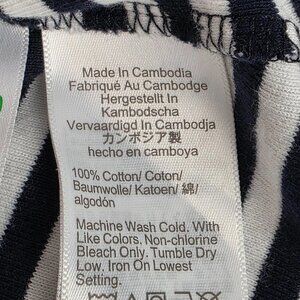 Made In Cambodia
Fabriqué Au Cambodge
Hergestellt In
Kambodscha
Vervaardigd In Cambodja
カンボジア製
hecho en camboya
100% Cotton/ Coton/
Baumwolle/ Katoen/ 綿/
algodón
Machine Wash Cold. With
Like Colors. Non-chlorine
Bleach Only. Tumble Dry
Low. Iron On Lowest
Setting.